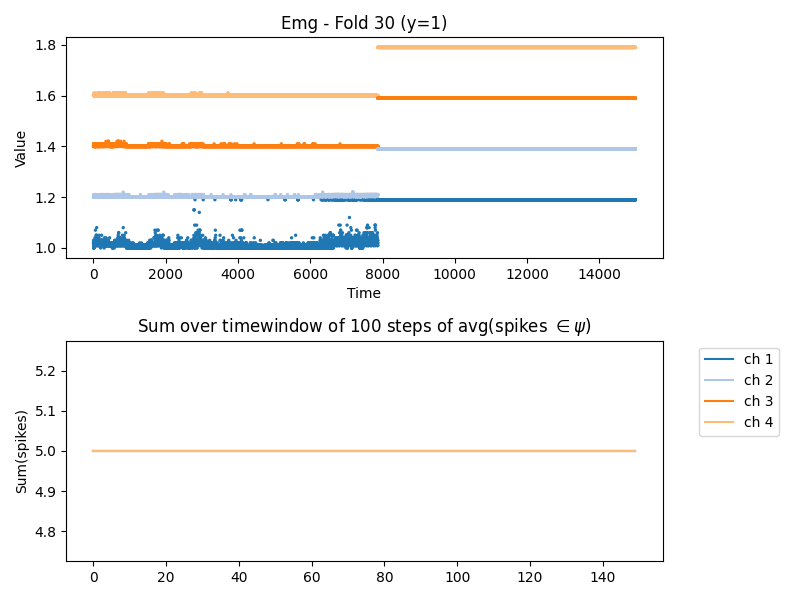 Emg - Fold 30 (y=1)
Value
1.8
1.6
1.4
1.2
1.0
0 2000 4000 6000 8000 10000 12000 14000
Time
Sum over timewindow of 100 steps of avg(spikes ∈ ψ)
Sum(spikes)
5.2
5.1
5.0
4.9
4.8
0 20 40 60 80 100 120 140
ch 1
ch 2
ch 3
ch 4